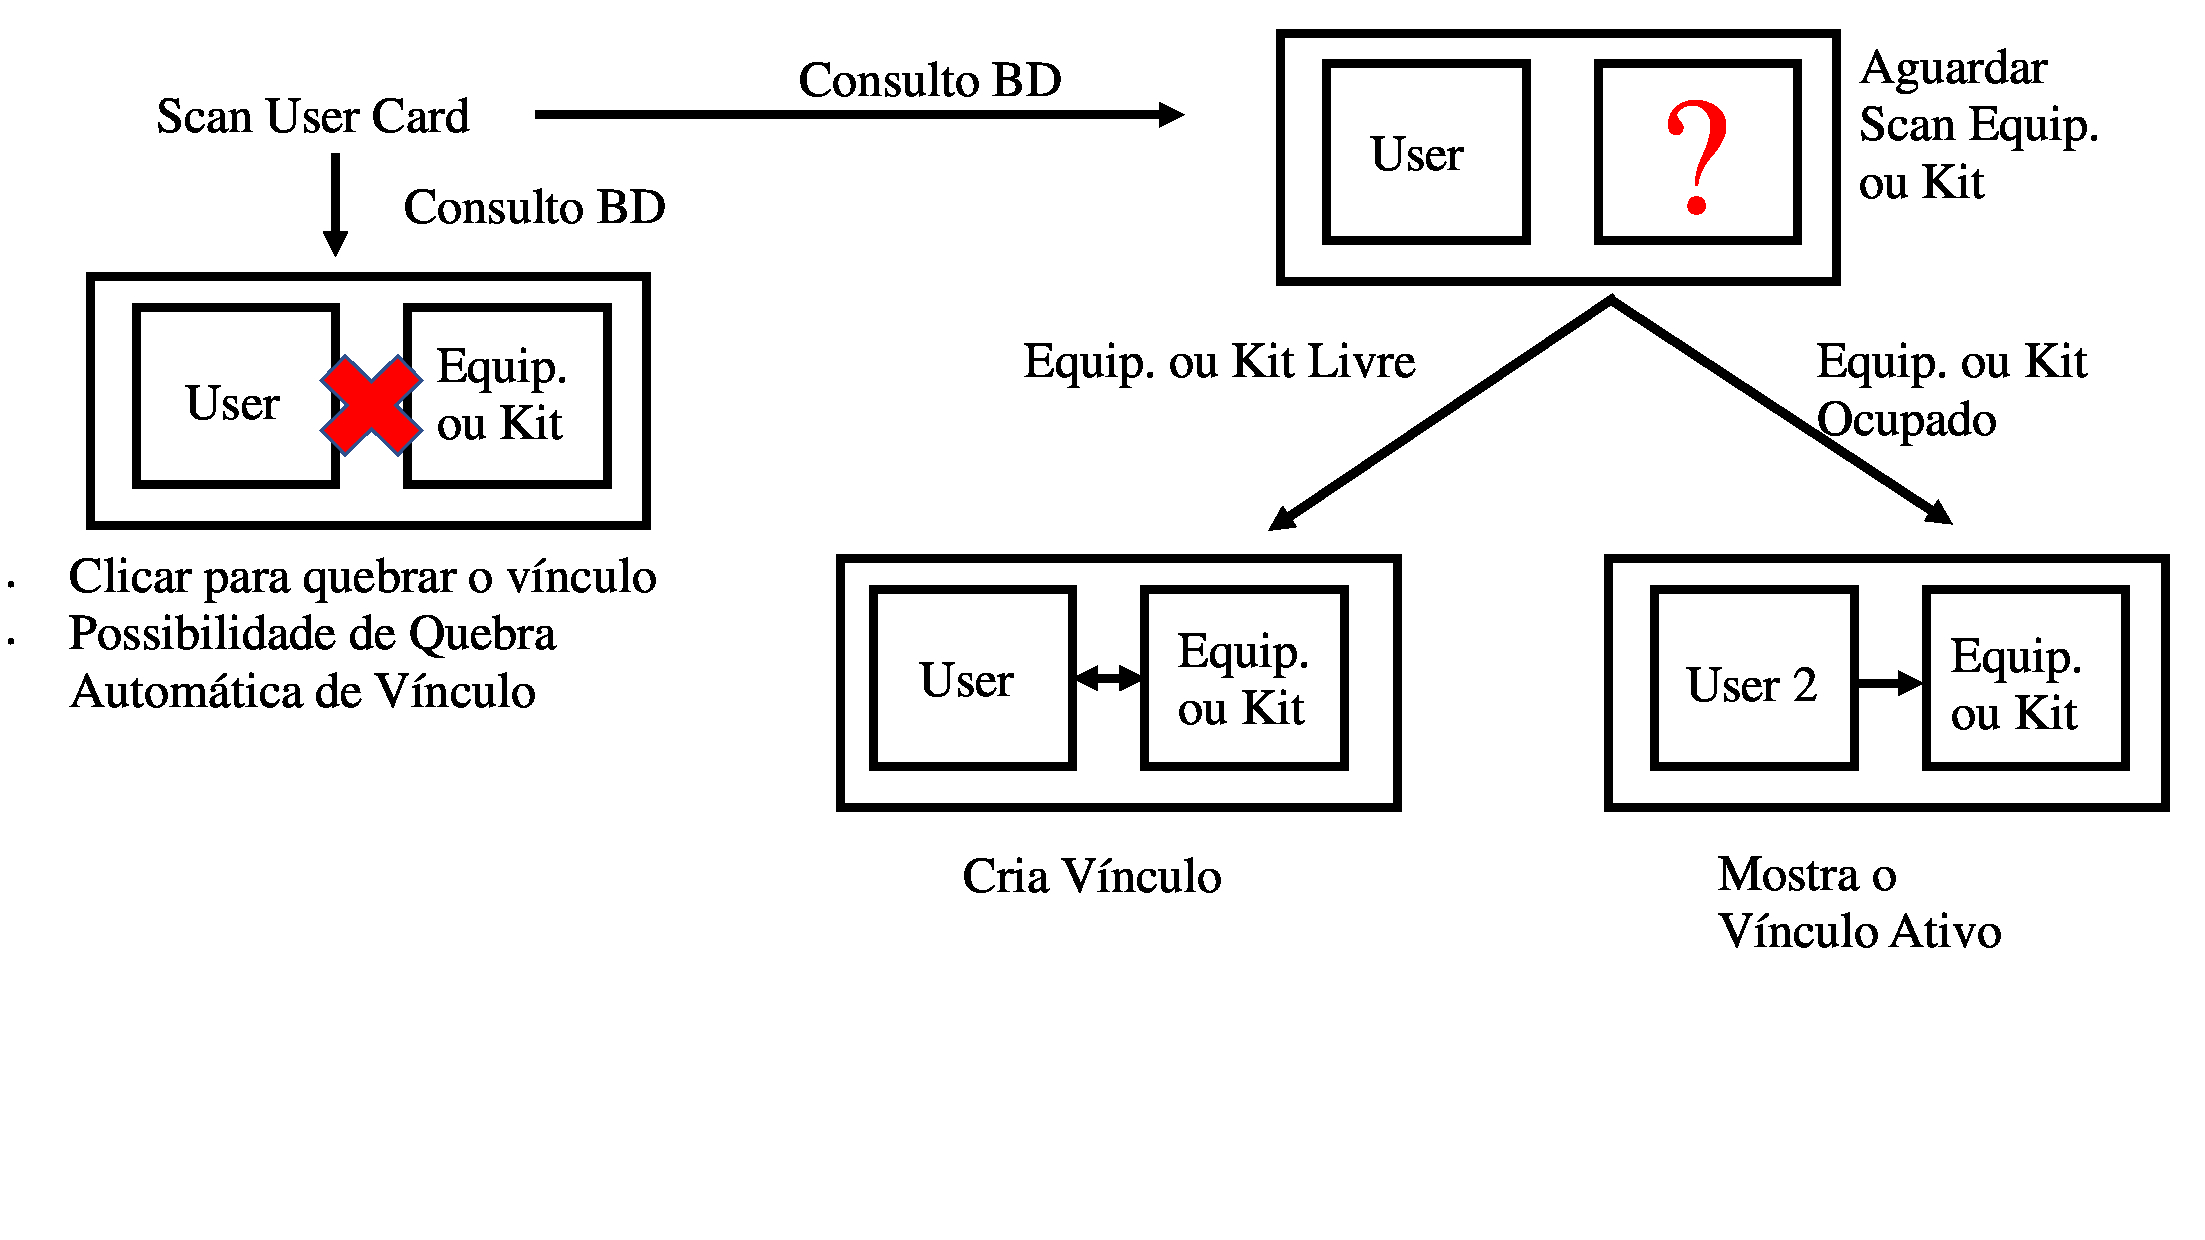 Scan User Card
Consulto BD
Consulto BD
User
?
Aguardar
Scan Equip.
ou Kit
User
Equip.
ou Kit
· Clicar para quebrar o vínculo
· Possibilidade de Quebra
Automática de Vínculo
Equip. ou Kit Livre
Equip. ou Kit
Ocupado
User
Equip.
ou Kit
Cria Vínculo
User 2
Equip.
ou Kit
Mostra o
Vínculo Ativo